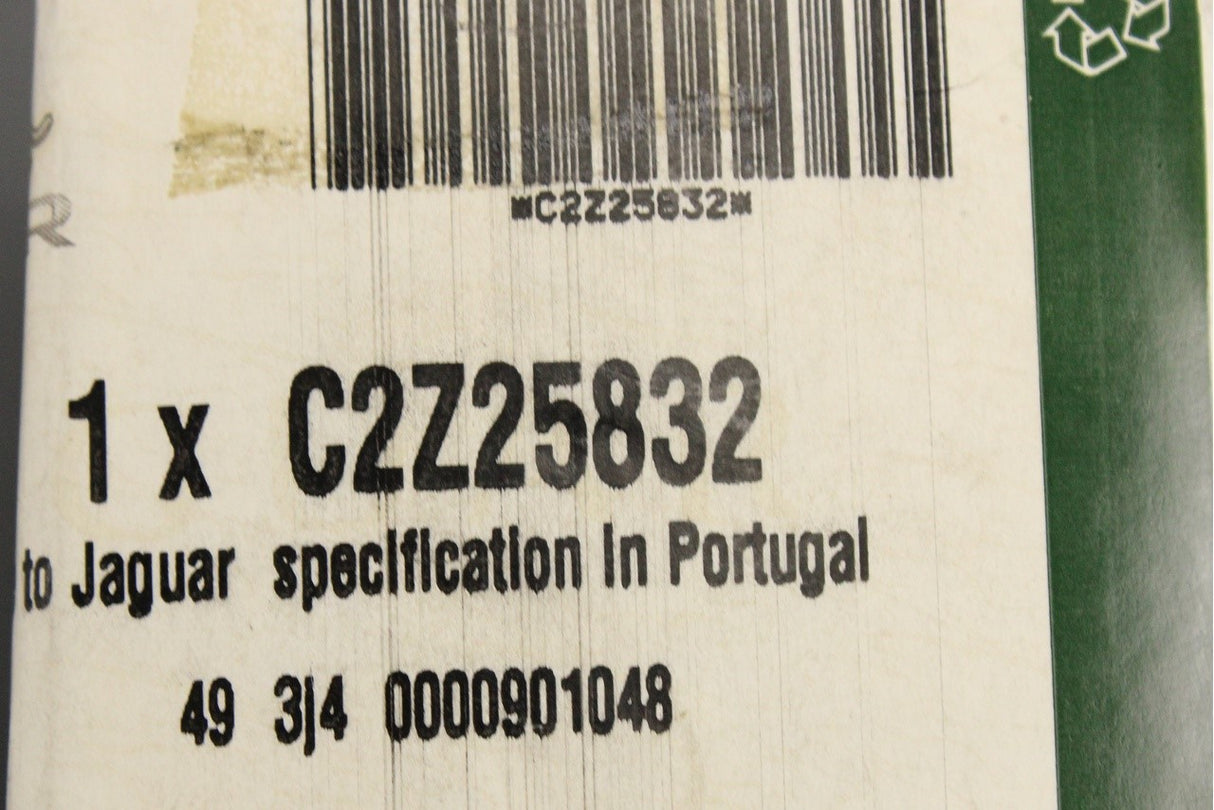 *C2Z25832*
1 x C2Z25832
to Jaguar specification In Portugal
49 3|4 0000901048